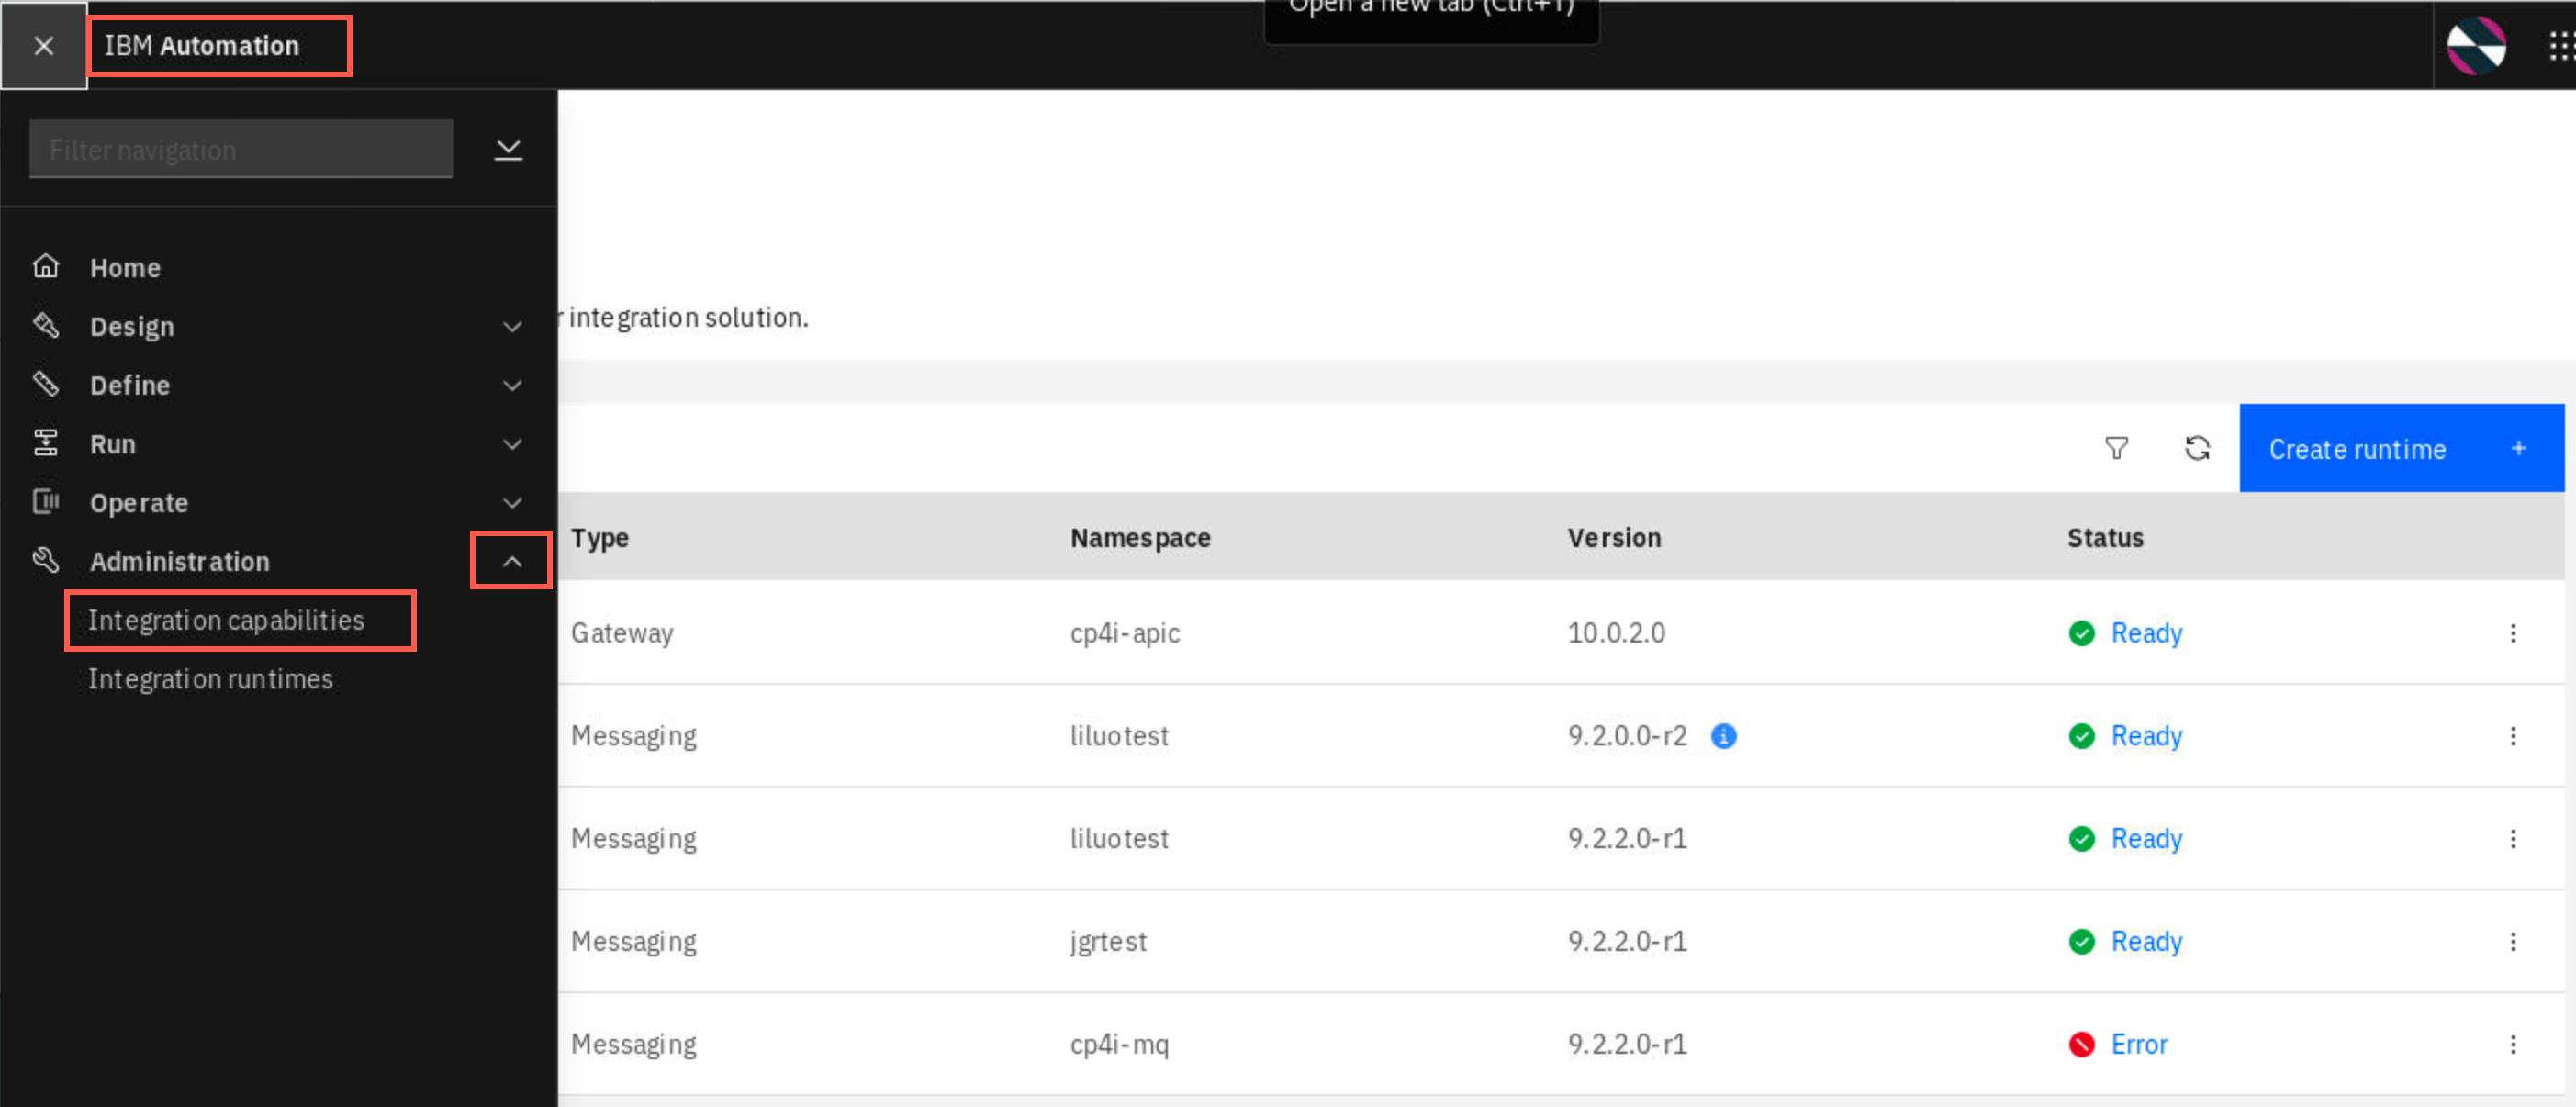 Open a new tab (Ctrl+T)
IBM Automation
Filter navigation
Home
Design
Define
Run
Operate
Administration
Integration capabilities
Integration runtimes
r integration solution.
Create runtime +
Type Namespace Version Status
Gateway cp4i-apic 10.0.2.0 Ready
Messaging liluotest 9.2.0.0-r2 Ready
Messaging liluotest 9.2.2.0-r1 Ready
Messaging jgrtest 9.2.2.0-r1 Ready
Messaging cp4i-mq 9.2.2.0-r1 Error